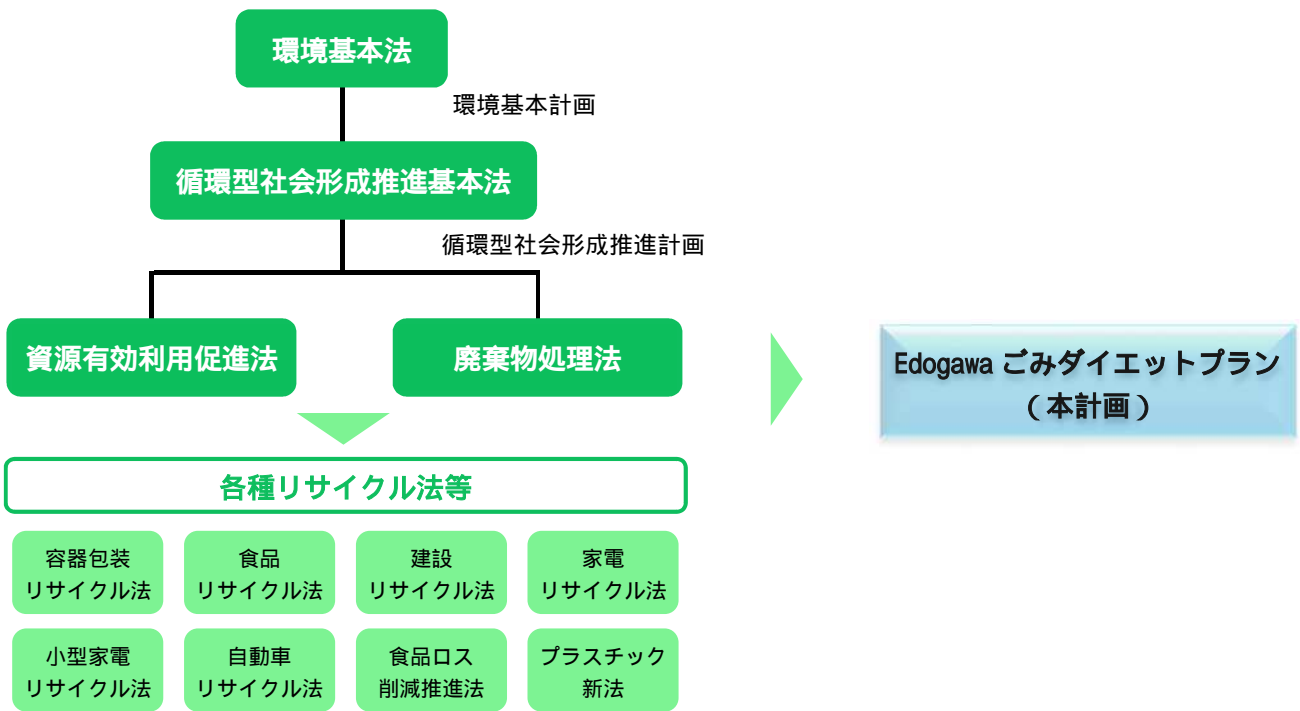 環境基本法
環境基本計画
循環型社会形成推進基本法
循環型社会形成推進計画
資源有効利用促進法
廃棄物処理法
Edogawa ごみダイエットプラン
（本計画）
各種リサイクル法等
容器包装
リサイクル法
食品
リサイクル法
建設
リサイクル法
家電
リサイクル法
小型家電
リサイクル法
自動車
リサイクル法
食品ロス
削減推進法
プラスチック
新法